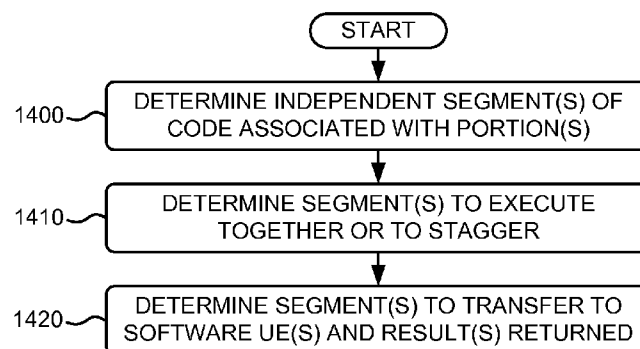 START
1400
DETERMINE INDEPENDENT SEGMENT(S) OF
CODE ASSOCIATED WITH PORTION(S)
1410
DETERMINE SEGMENT(S) TO EXECUTE
TOGETHER OR TO STAGGER
1420
DETERMINE SEGMENT(S) TO TRANSFER TO
SOFTWARE UE(S) AND RESULT(S) RETURNED